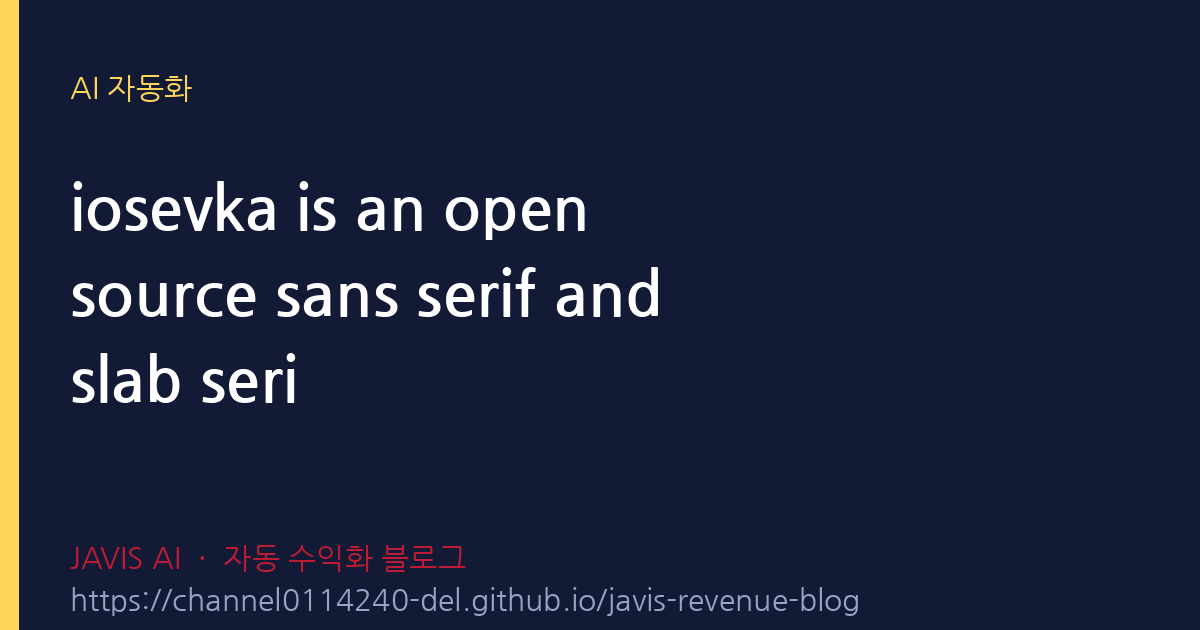 AI 자동화
iosevka is an open
source sans serif and
slab seri
JAVIS AI · 자동 수익화 블로그
https://channel0114240-del.github.io/javis-revenue-blog